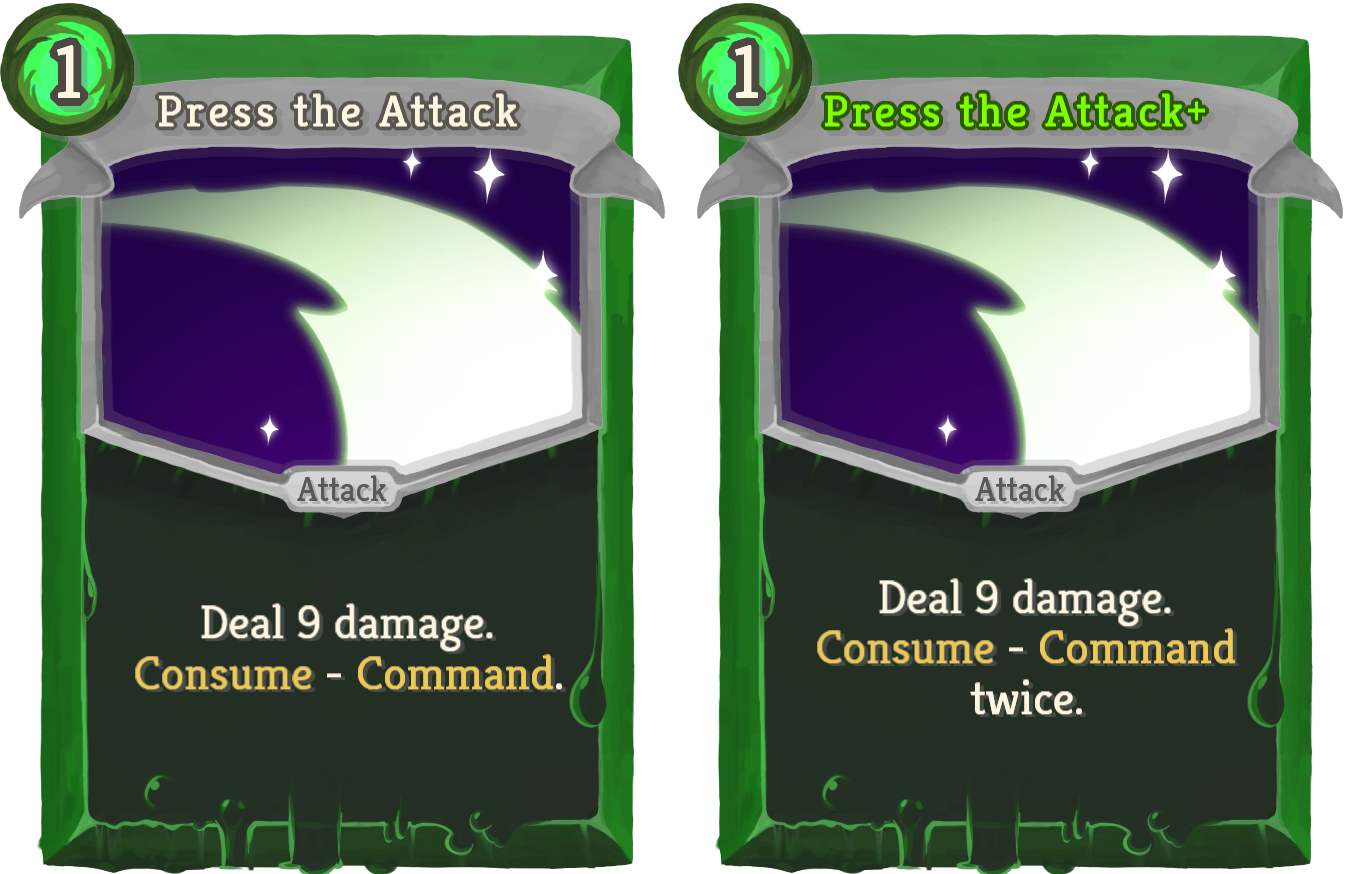 1
Press the Attack
Attack
Deal 9 damage.
Consume - Command.
1
Press the Attack+
Attack
Deal 9 damage.
Consume - Command
twice.